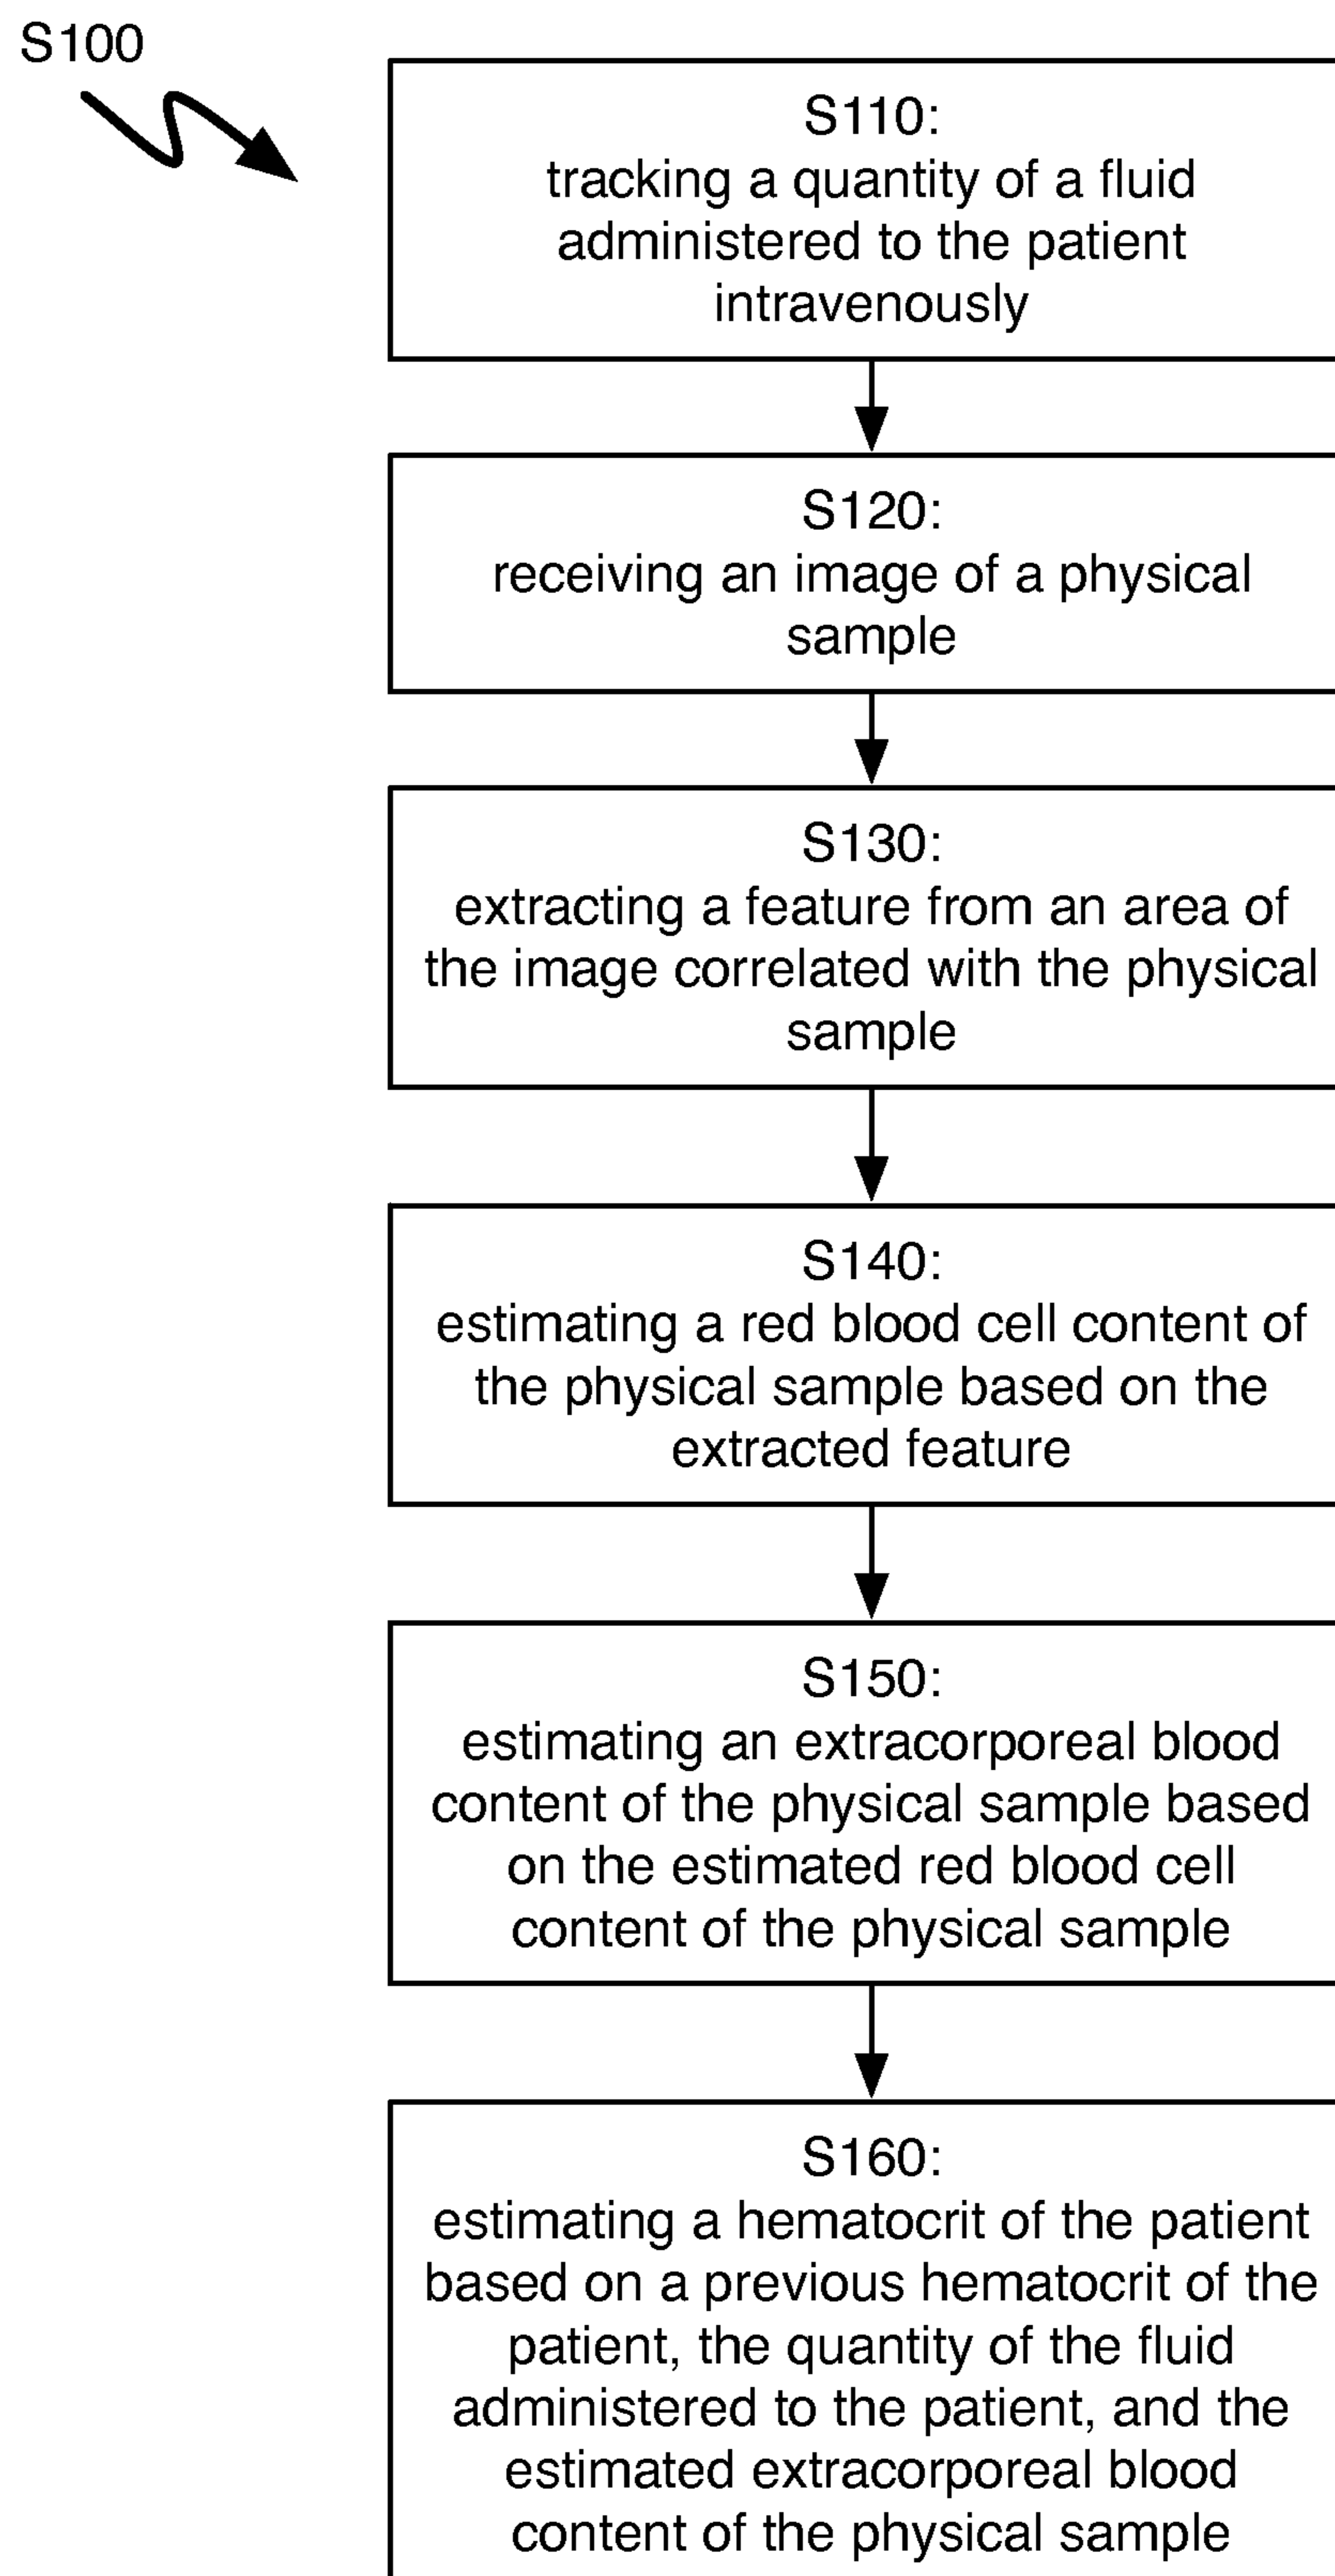 S100
S110:
tracking a quantity of a fluid
administered to the patient
intravenously
S120:
receiving an image of a physical
sample
S130:
extracting a feature from an area of
the image correlated with the physical
sample
S140:
estimating a red blood cell content of
the physical sample based on the
extracted feature
S150:
estimating an extracorporeal blood
content of the physical sample based
on the estimated red blood cell
content of the physical sample
S160:
estimating a hematocrit of the patient
based on a previous hematocrit of the
patient, the quantity of the fluid
administered to the patient, and the
estimated extracorporeal blood
content of the physical sample